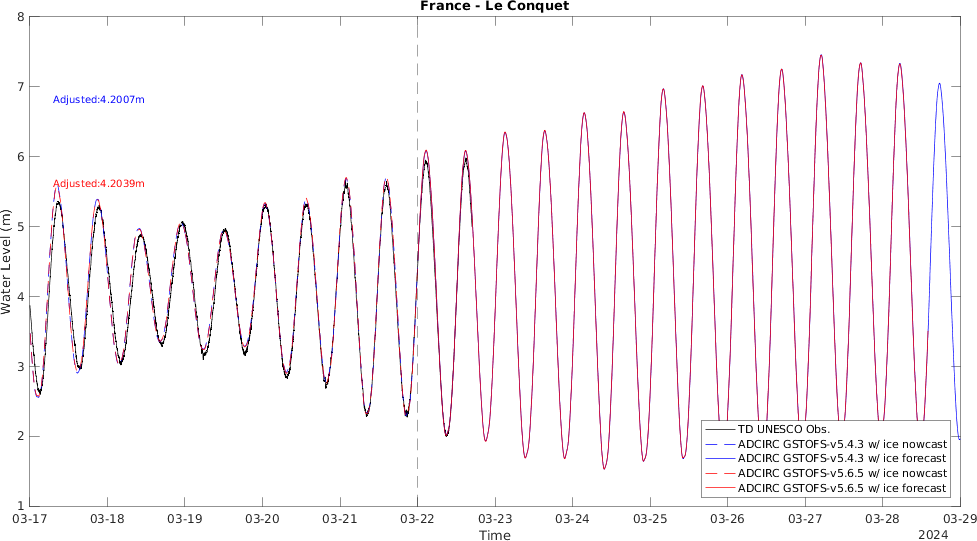 France - Le Conquet
8
7
6
5
4
3
2
1
Water Level (m)
Adjusted:4.2007m
Adjusted:4.2039m
TD UNESCO Obs.
ADCIRC GSTOFS-v5.4.3 w/ ice nowcast
ADCIRC GSTOFS-v5.4.3 w/ ice forecast
ADCIRC GSTOFS-v5.6.5 w/ ice nowcast
ADCIRC GSTOFS-v5.6.5 w/ ice forecast
03-17 03-18 03-19 03-20 03-21 03-22 03-23 03-24 03-25 03-26 03-27 03-28 03-29
Time 2024